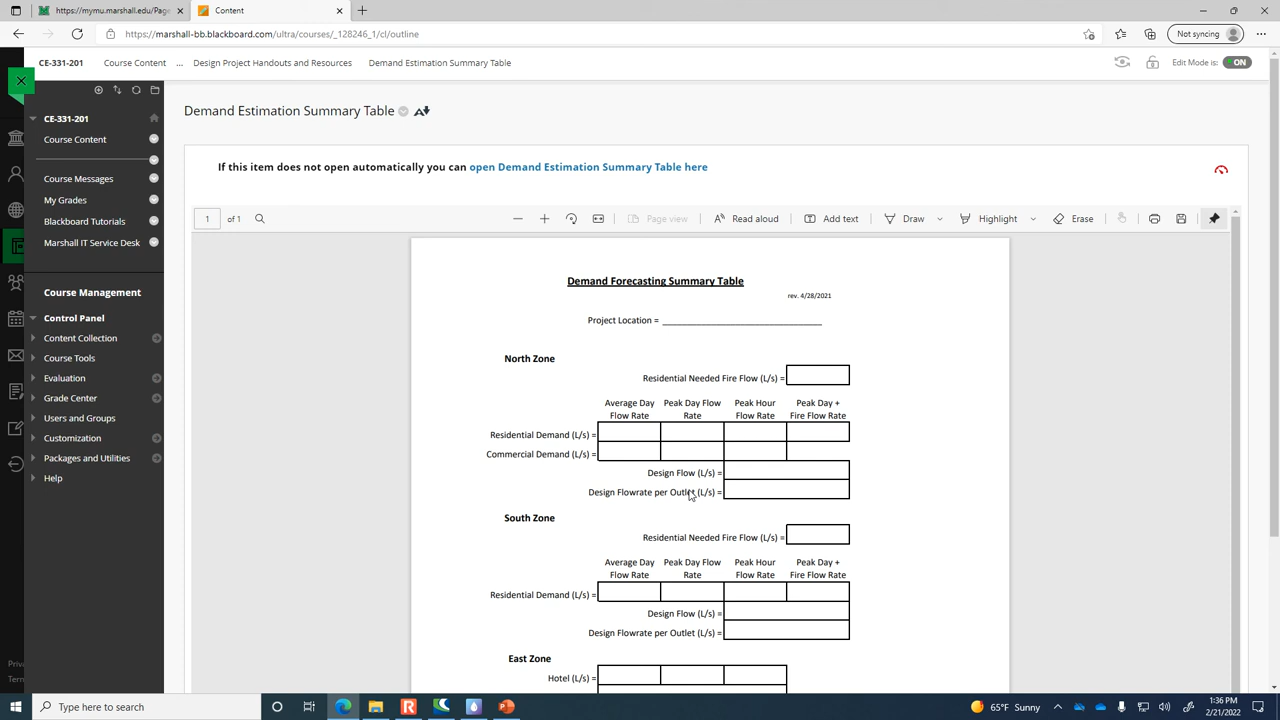 https://mymu.marshall.edu/Page
Content
https://marshall-bb.blackboard.com/ultra/courses/_128246_1/cl/outline
Not syncing
CE-331-201
Course Content
...
Design Project Handouts and Resources
Demand Estimation Summary Table
Edit Mode is:
ON
CE-331-201
Course Content
Course Messages
My Grades
Blackboard Tutorials
Marshall IT Service Desk
Course Management
Control Panel
Content Collection
Course Tools
Evaluation
Grade Center
Users and Groups
Customization
Packages and Utilities
Help
Priva
Term
Demand Estimation Summary Table
If this item does not open automatically you can open Demand Estimation Summary Table here
1 of 1
Page view
Read aloud
Add text
Draw
Highlight
Erase
Demand Forecasting Summary Table
rev. 4/28/2021
Project Location = ________________________________
North Zone
Residential Needed Fire Flow (L/s) =
Average Day Flow Rate
Peak Day Flow Rate
Peak Hour Flow Rate
Peak Day + Fire Flow Rate
Residential Demand (L/s) =
Commercial Demand (L/s) =
Design Flow (L/s) =
Design Flowrate per Outlet (L/s) =
South Zone
Residential Needed Fire Flow (L/s) =
Average Day Flow Rate
Peak Day Flow Rate
Peak Hour Flow Rate
Peak Day + Fire Flow Rate
Residential Demand (L/s) =
Design Flow (L/s) =
Design Flowrate per Outlet (L/s) =
East Zone
Hotel (L/s) =
Type here to search
65°F Sunny
1:36 PM
2/21/2022